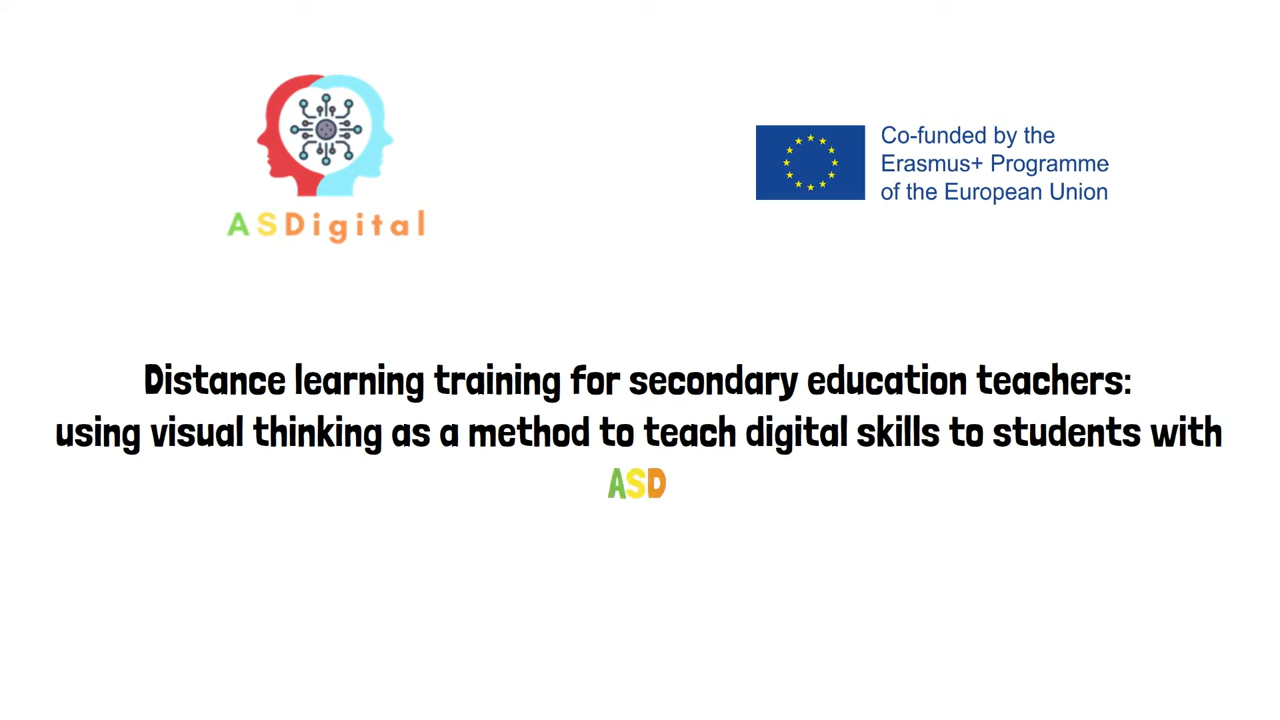 ASDigital
Co-funded by the
Erasmus+ Programme
of the European Union
Distance learning training for secondary education teachers:
using visual thinking as a method to teach digital skills to students with
ASD